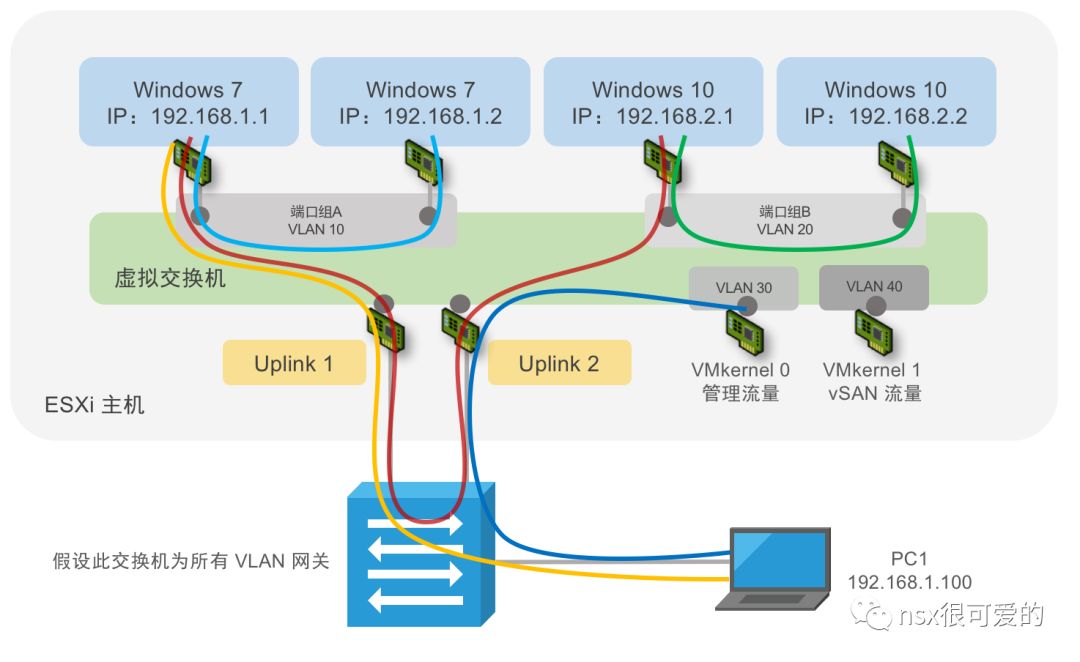 Windows 7
IP：192.168.1.1
Windows 7
IP：192.168.1.2
Windows 10
IP：192.168.2.1
Windows 10
IP：192.168.2.2
端口组A
VLAN 10
端口组B
VLAN 20
虚拟交换机
VLAN 30
VLAN 40
Uplink 1
Uplink 2
VMkernel 0
管理流量
VMkernel 1
vSAN 流量
ESXi 主机
假设此交换机为所有 VLAN 网关
PC1
192.168.1.100
nsx很可爱的